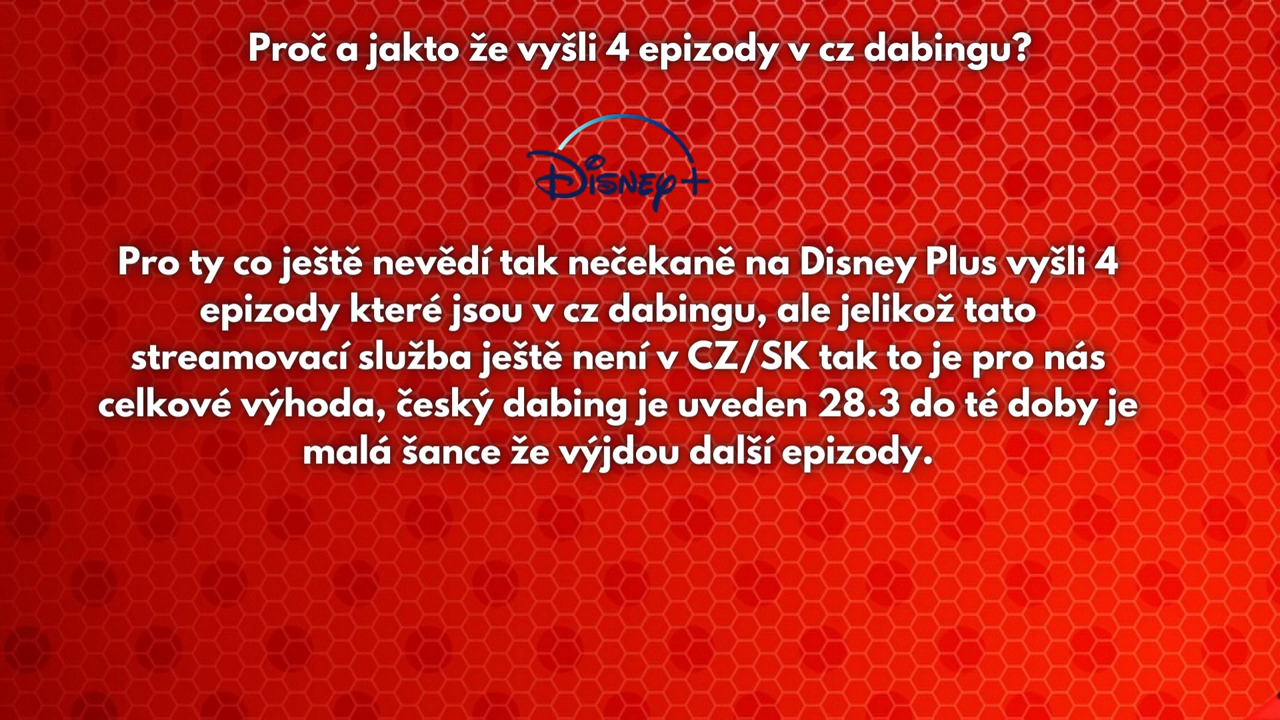 Proč a jakto že vyšli 4 epizody v cz dabingu?
Disney+
Pro ty co ještě nevědí tak nečekaně na Disney Plus vyšli 4
epizody které jsou v cz dabingu, ale jelikož tato
streamovací služba ještě není v CZ/SK tak to je pro nás
celkové výhoda, český dabing je uveden 28.3 do té doby je
malá šance že výjdou další epizody.